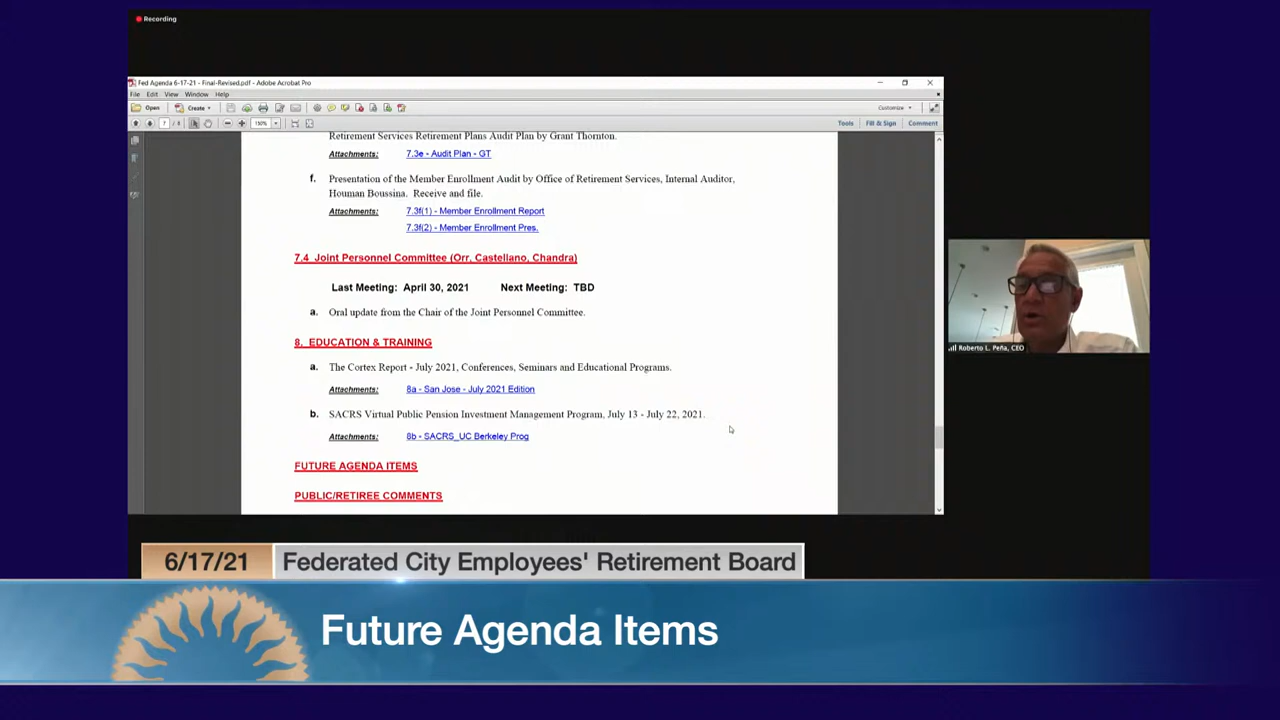 Recording
Fed Agenda 6-17-21 - Final-Revised.pdf - Adobe Acrobat Pro
File Edit View Window Help
Open Create Customize
7 / 8 150% Tools Fill & Sign Comment
Retirement Services Retirement Plans Audit Plan by Grant Thornton.
Attachments: 7.3e - Audit Plan - GT
f. Presentation of the Member Enrollment Audit by Office of Retirement Services, Internal Auditor,
Houman Boussina. Receive and file.
Attachments: 7.3f(1) - Member Enrollment Report
7.3f(2) - Member Enrollment Pres.
7.4 Joint Personnel Committee (Orr, Castellano, Chandra)
Last Meeting: April 30, 2021 Next Meeting: TBD
a. Oral update from the Chair of the Joint Personnel Committee.
8. EDUCATION & TRAINING
a. The Cortex Report - July 2021, Conferences, Seminars and Educational Programs.
Attachments: 8a - San Jose - July 2021 Edition
b. SACRS Virtual Public Pension Investment Management Program, July 13 - July 22, 2021.
Attachments: 8b - SACRS_UC Berkeley Prog
FUTURE AGENDA ITEMS
PUBLIC/RETIREE COMMENTS
Roberto L. Peña, CEO
6/17/21 Federated City Employees' Retirement Board
Future Agenda Items